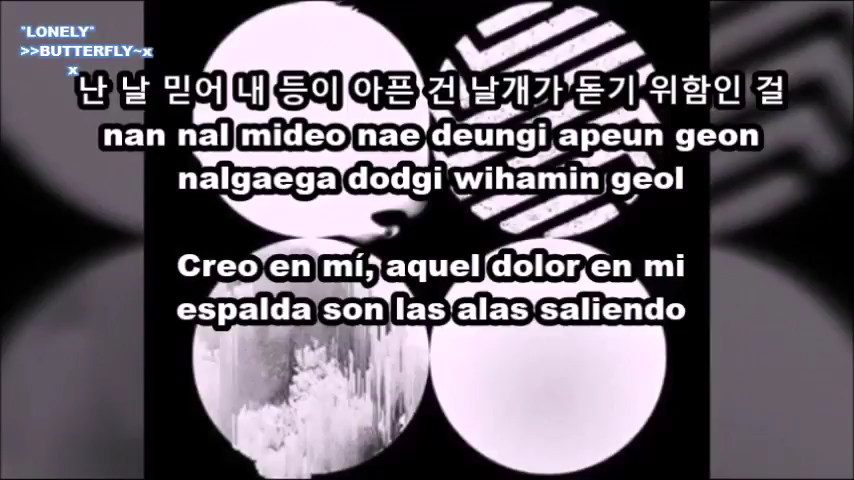 "LONELY"
>>BUTTERFLY~x
x
난 날 믿어 내 등이 아픈 건 날개가 돋기 위함인 걸
nan nal mideo nae deungi apeun geon
nalgaega dodgi wihamin geol
Creo en mí, aquel dolor en mi
espalda son las alas saliendo